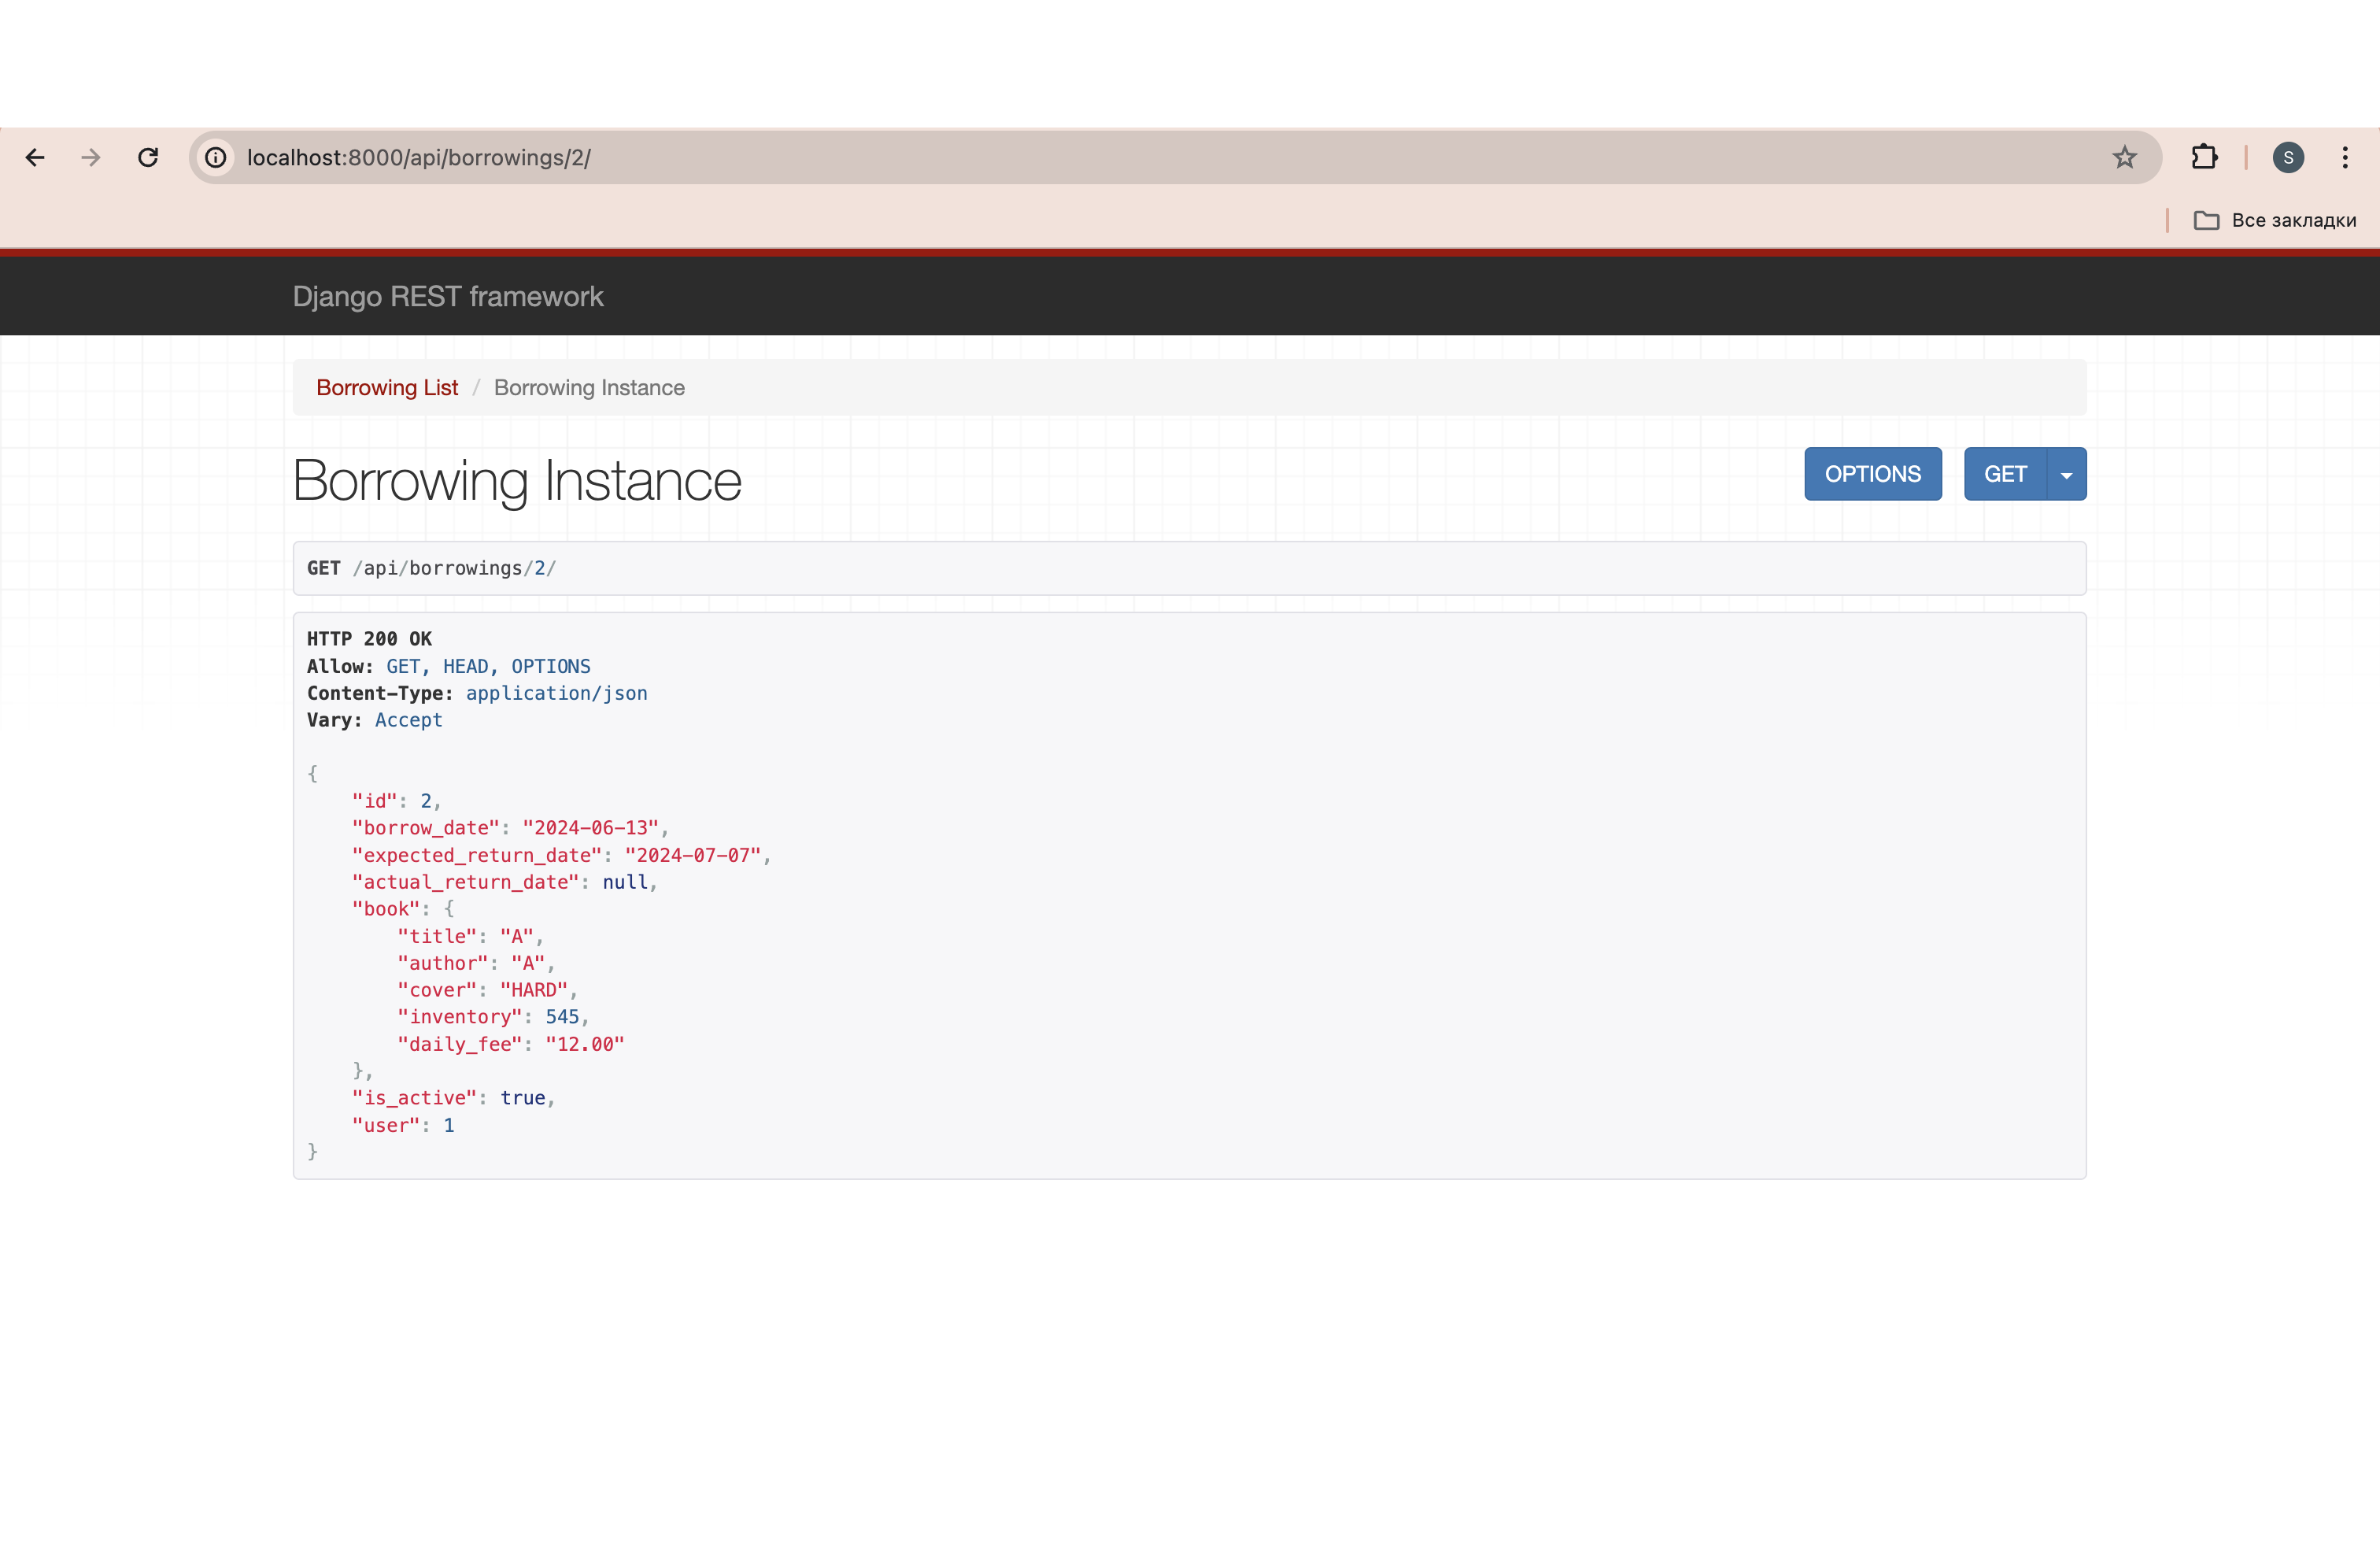 localhost:8000/api/borrowings/2/
S
Все закладки
Django REST framework
Borrowing List / Borrowing Instance
Borrowing Instance
OPTIONS GET
GET /api/borrowings/2/
HTTP 200 OK
Allow: GET, HEAD, OPTIONS
Content-Type: application/json
Vary: Accept
{
    "id": 2,
    "borrow_date": "2024-06-13",
    "expected_return_date": "2024-07-07",
    "actual_return_date": null,
    "book": {
        "title": "A",
        "author": "A",
        "cover": "HARD",
        "inventory": 545,
        "daily_fee": "12.00"
    },
    "is_active": true,
    "user": 1
}